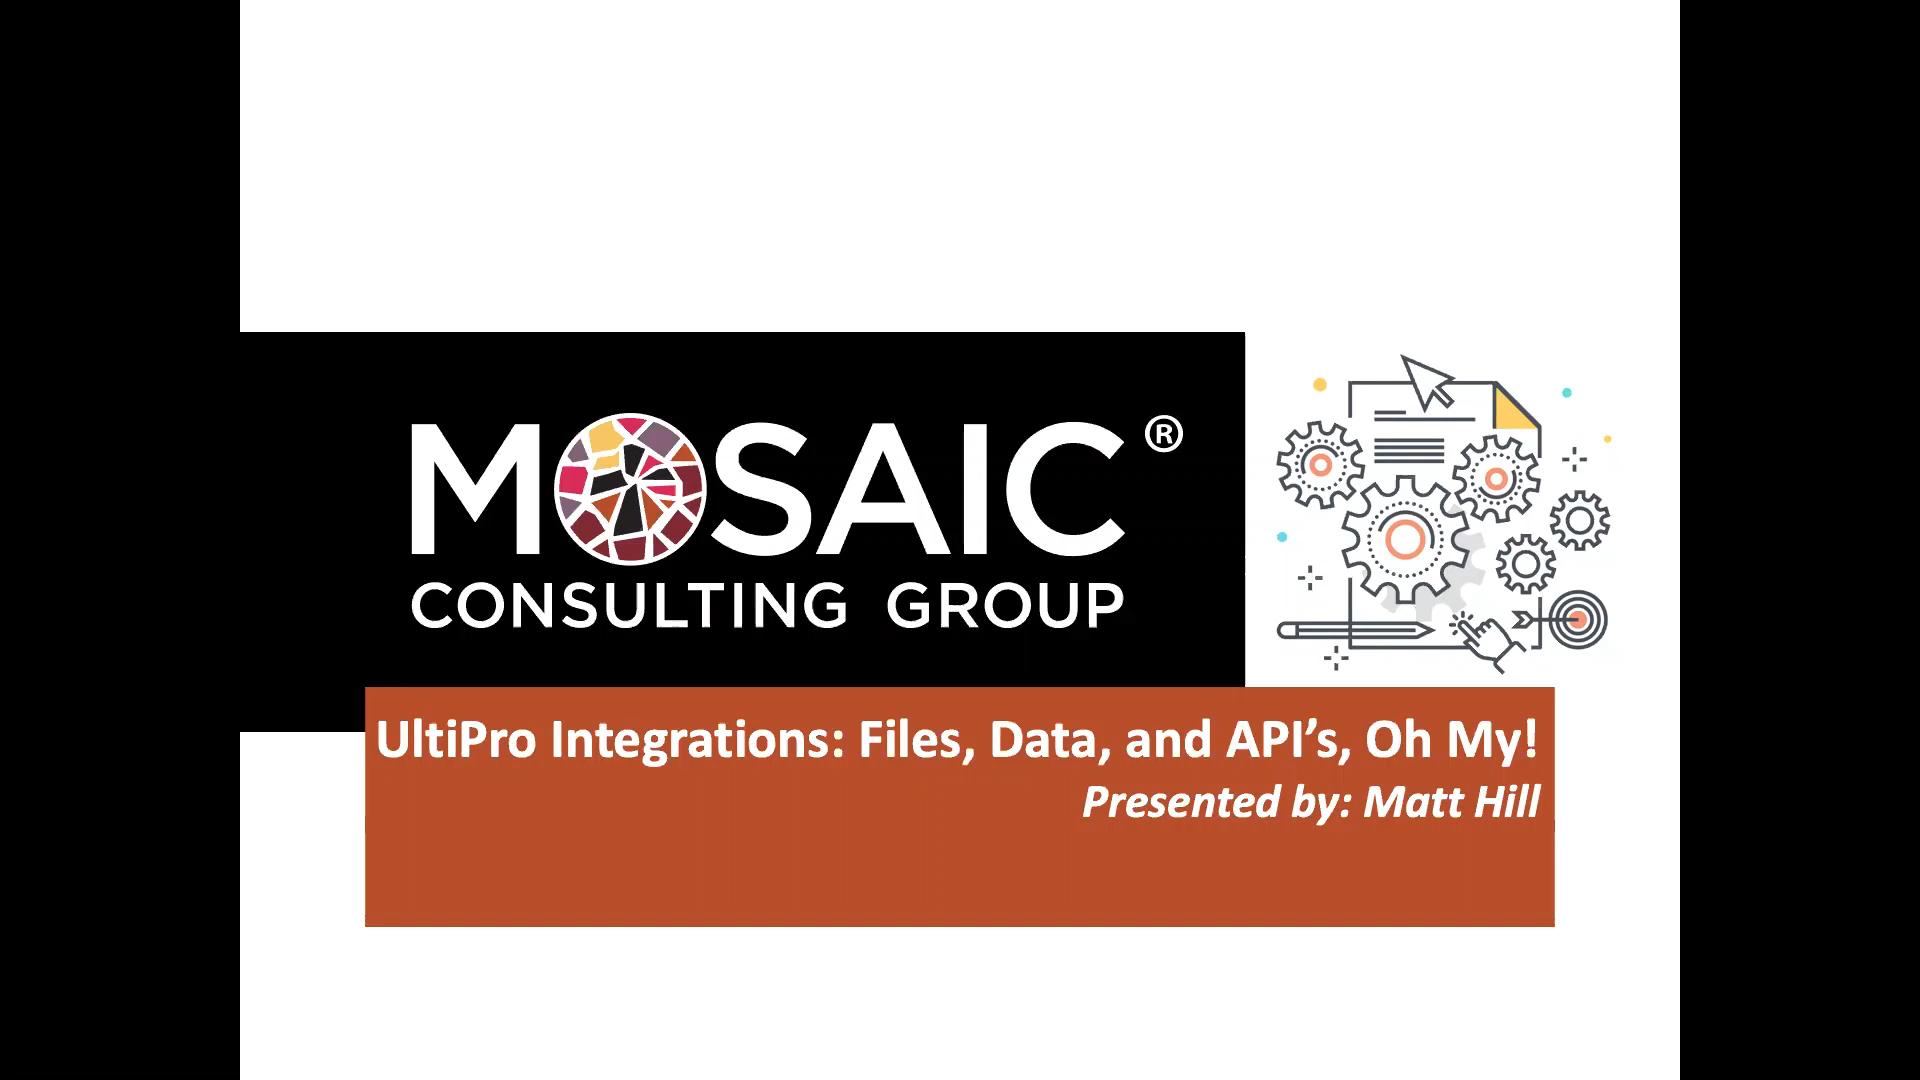 MOSAIC®
CONSULTING GROUP
UltiPro Integrations: Files, Data, and API’s, Oh My!
Presented by: Matt Hill